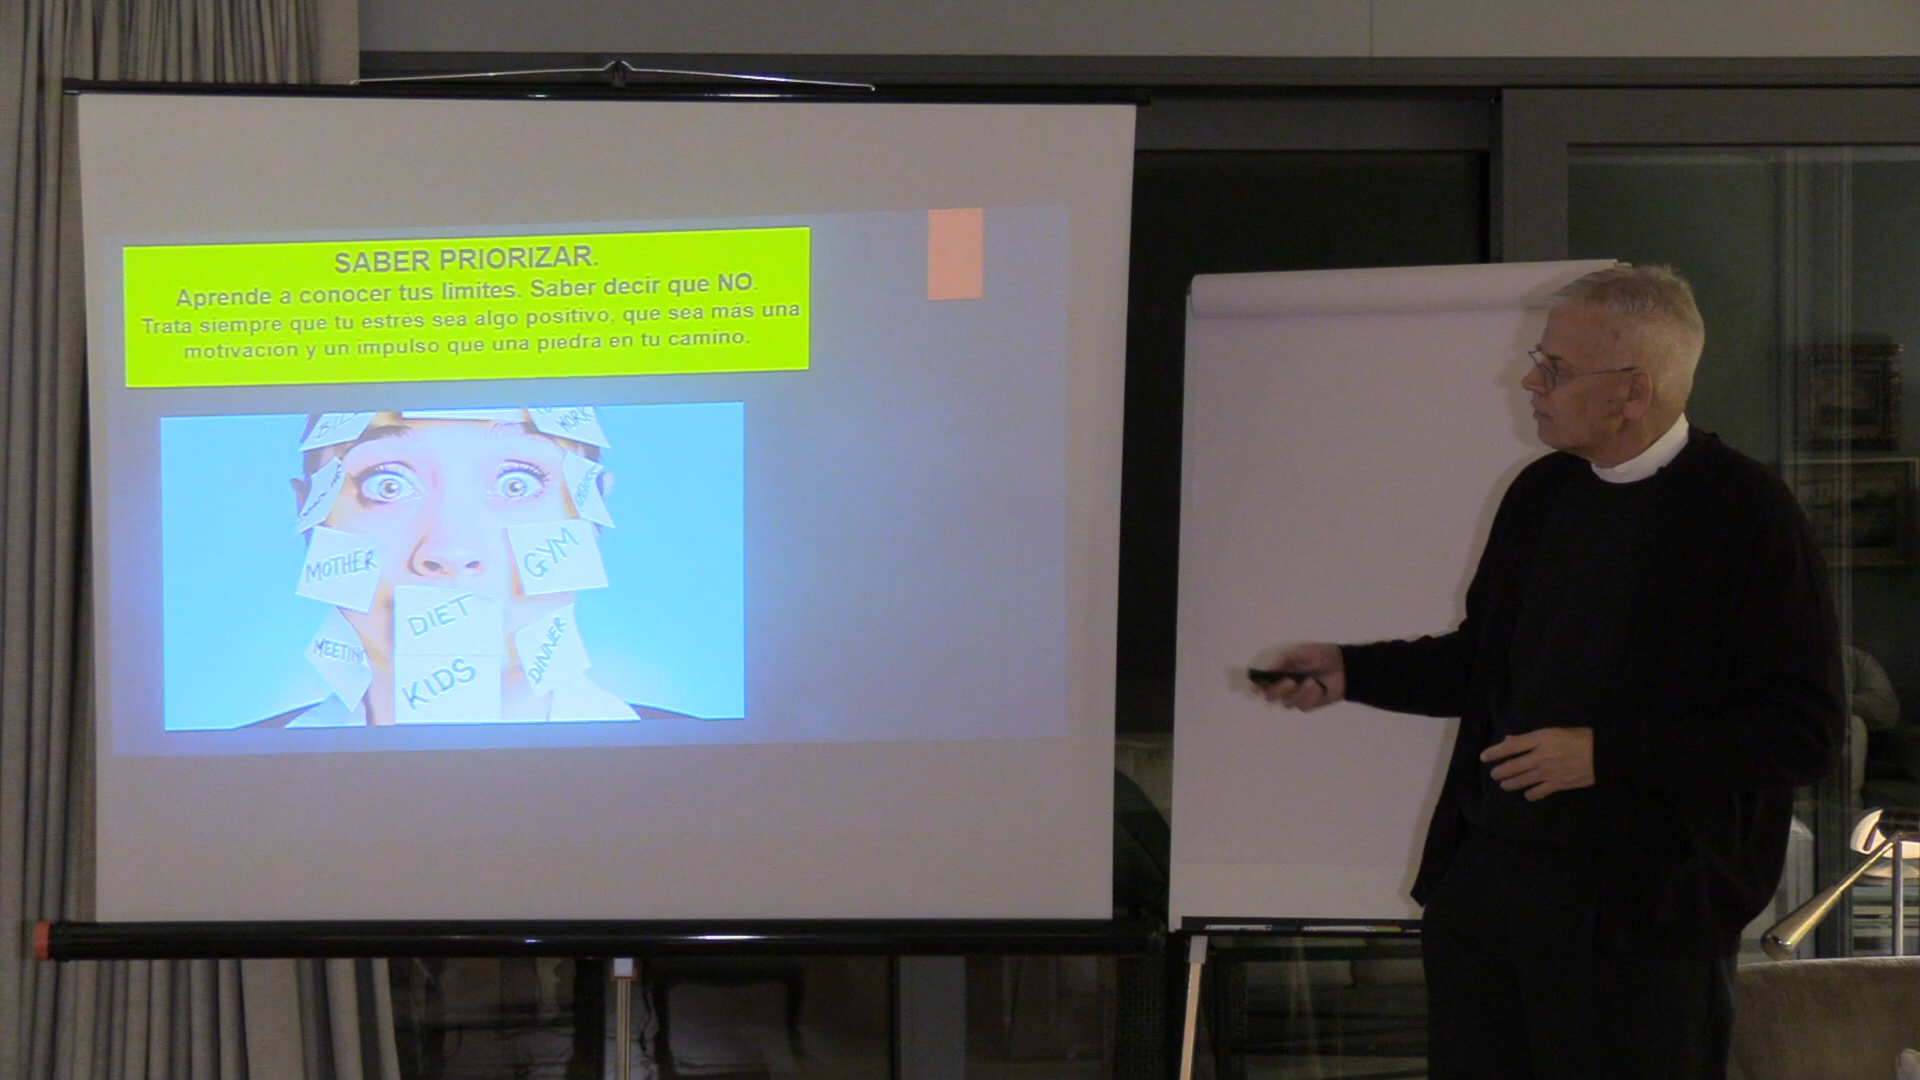 SABER PRIORIZAR.
Aprende a conocer tus limites. Saber decir que NO.
Trata siempre que tu estrés sea algo positivo, que sea más una
motivación y un impulso que una piedra en tu camino.
WORK
MOTHER
GYM
DIET
MEETING
DINNER
KIDS